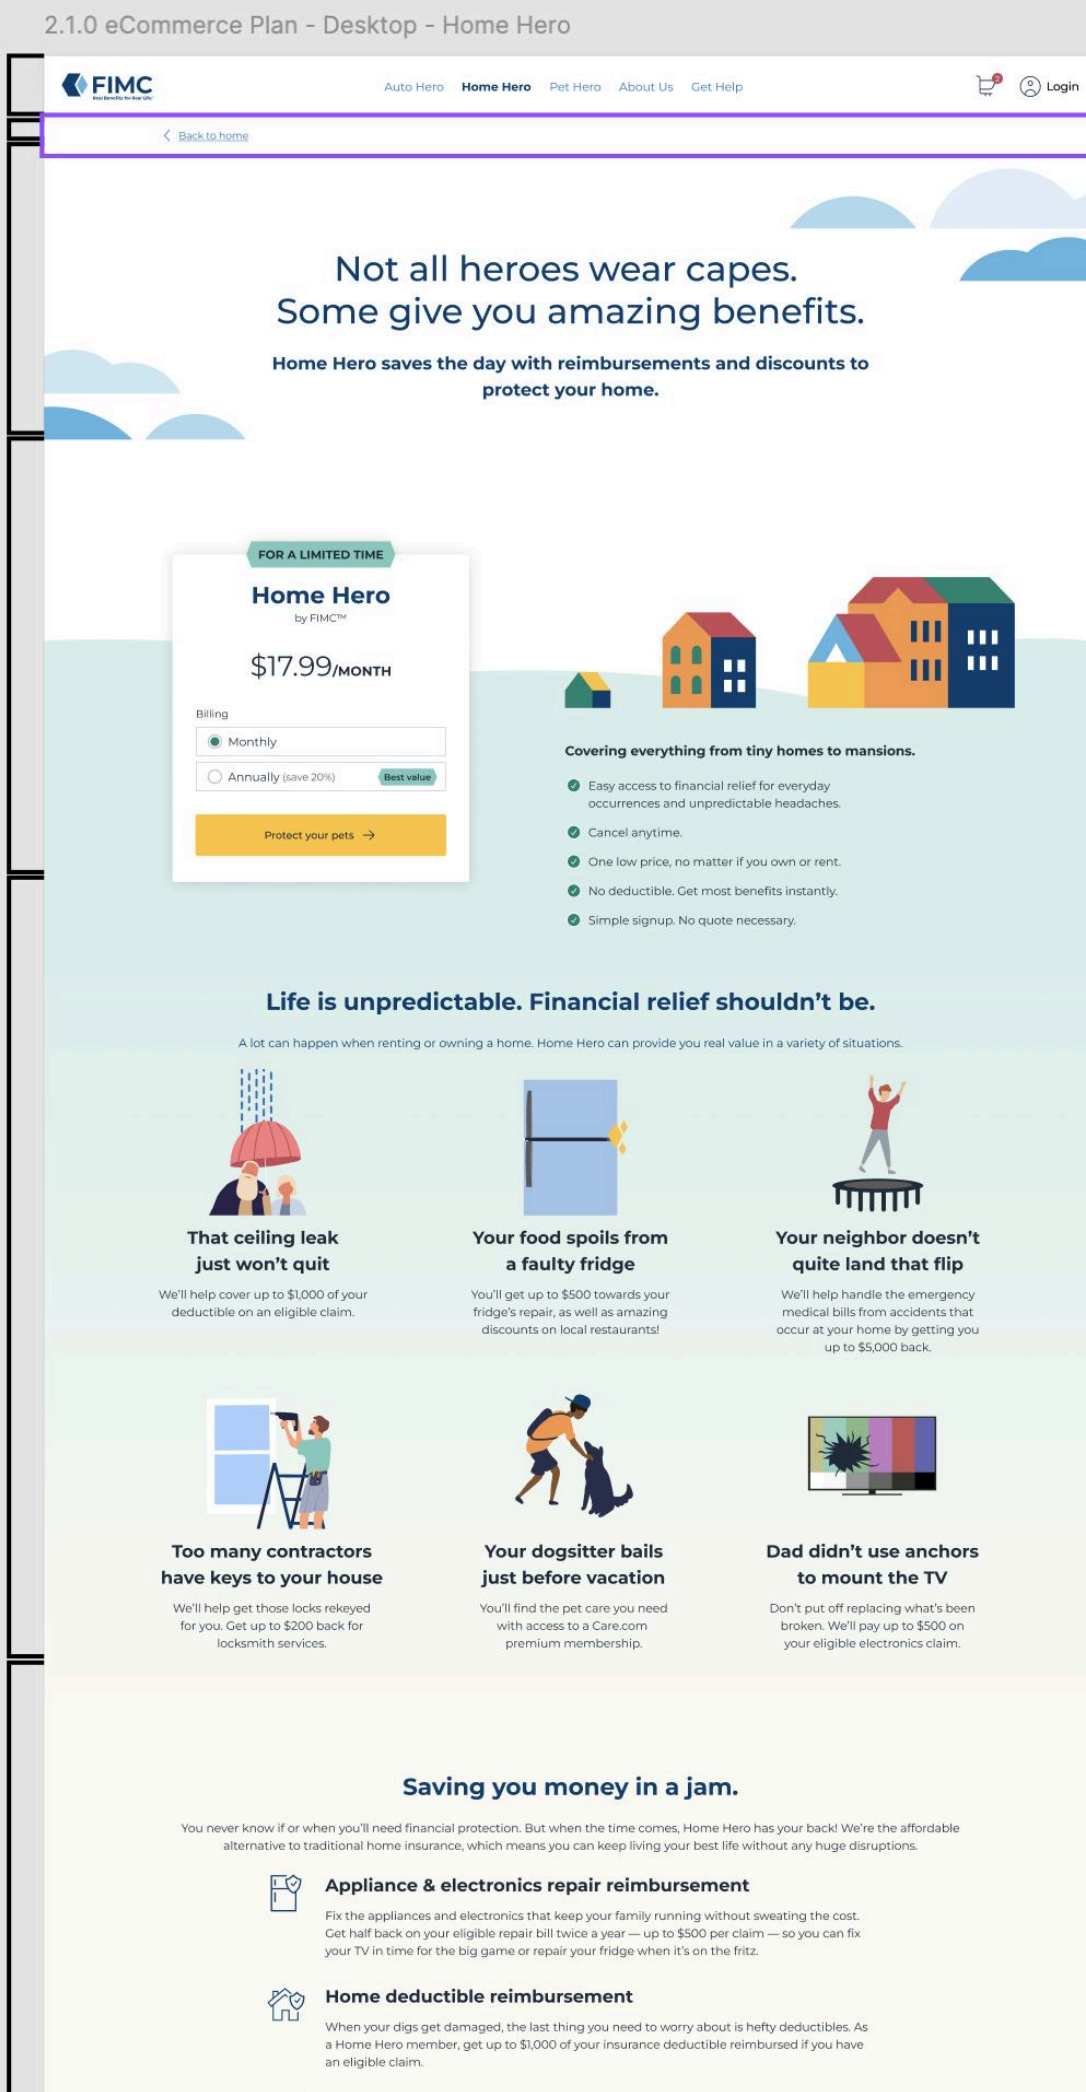 2.1.0 eCommerce Plan - Desktop - Home Hero
FIMC
Real Benefits for Real Life.
Auto Hero Home Hero Pet Hero About Us Get Help
2
Login
Back to home
Not all heroes wear capes.
Some give you amazing benefits.
Home Hero saves the day with reimbursements and discounts to
protect your home.
FOR A LIMITED TIME
Home Hero
by FIMC™
$17.99/MONTH
Billing
Monthly
Annually (save 20%)
Best value
Protect your pets →
Covering everything from tiny homes to mansions.
Easy access to financial relief for everyday
occurrences and unpredictable headaches.
Cancel anytime.
One low price, no matter if you own or rent.
No deductible. Get most benefits instantly.
Simple signup. No quote necessary.
Life is unpredictable. Financial relief shouldn’t be.
A lot can happen when renting or owning a home. Home Hero can provide you real value in a variety of situations.
That ceiling leak
just won’t quit
We’ll help cover up to $1,000 of your
deductible on an eligible claim.
Your food spoils from
a faulty fridge
You’ll get up to $500 towards your
fridge’s repair, as well as amazing
discounts on local restaurants!
Your neighbor doesn’t
quite land that flip
We’ll help handle the emergency
medical bills from accidents that
occur at your home by getting you
up to $5,000 back.
Too many contractors
have keys to your house
We’ll help get those locks rekeyed
for you. Get up to $200 back for
locksmith services.
Your dogsitter bails
just before vacation
You’ll find the pet care you need
with access to a Care.com
premium membership.
Dad didn’t use anchors
to mount the TV
Don’t put off replacing what’s been
broken. We’ll pay up to $500 on
your eligible electronics claim.
Saving you money in a jam.
You never know if or when you’ll need financial protection. But when the time comes, Home Hero has your back! We’re the affordable
alternative to traditional home insurance, which means you can keep living your best life without any huge disruptions.
Appliance & electronics repair reimbursement
Fix the appliances and electronics that keep your family running without sweating the cost.
Get half back on your eligible repair bill twice a year — up to $500 per claim — so you can fix
your TV in time for the big game or repair your fridge when it’s on the fritz.
Home deductible reimbursement
When your digs get damaged, the last thing you need to worry about is hefty deductibles. As
a Home Hero member, get up to $1,000 of your insurance deductible reimbursed if you have
an eligible claim.